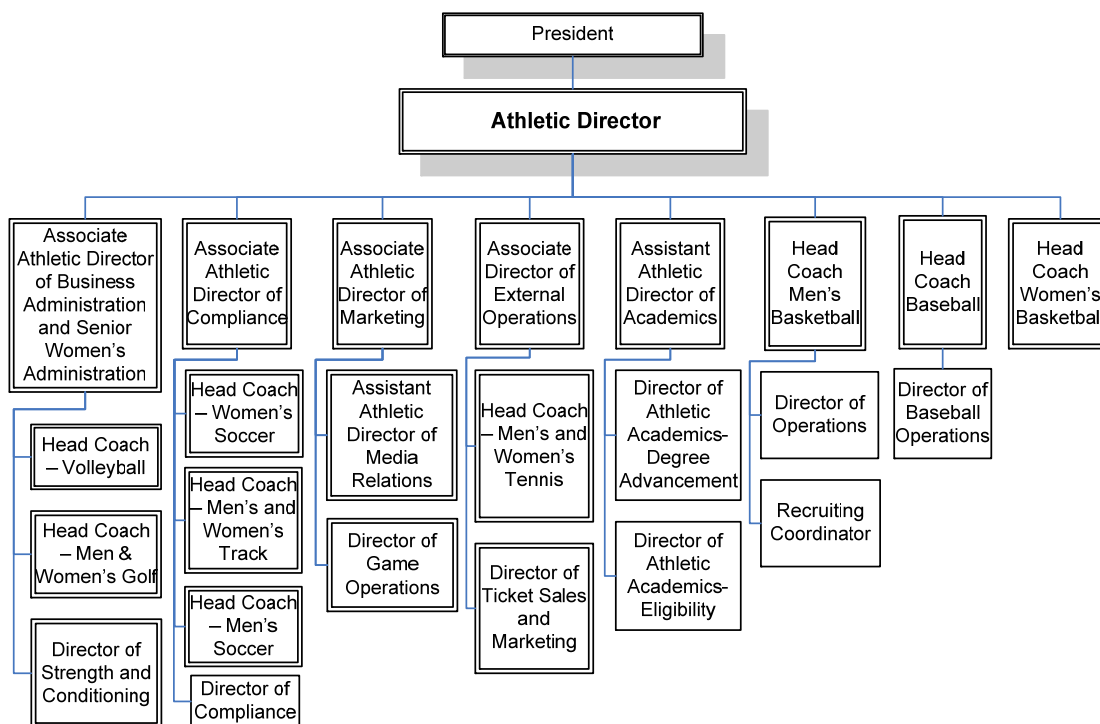 President
Athletic Director
Associate
Athletic Director
of Business
Administration
and Senior
Women's
Administration
Associate
Athletic
Director of
Compliance
Associate
Athletic
Director of
Marketing
Associate
Director of
External
Operations
Assistant
Athletic
Director of
Academics
Head
Coach
Men's
Basketball
Head
Coach
Baseball
Head
Coach
Women's
Basketball
Head Coach
– Volleyball
Head Coach
– Men &
Women's Golf
Director of
Strength and
Conditioning
Head Coach
– Women's
Soccer
Head Coach
– Men's and
Women's
Track
Head Coach
– Men's
Soccer
Director of
Compliance
Assistant
Athletic
Director of
Media
Relations
Director of
Game
Operations
Head Coach
– Men's and
Women's
Tennis
Director of
Ticket Sales
and
Marketing
Director of
Athletic
Academics-
Degree
Advancement
Director of
Athletic
Academics-
Eligibility
Director of
Operations
Recruiting
Coordinator
Director of
Baseball
Operations